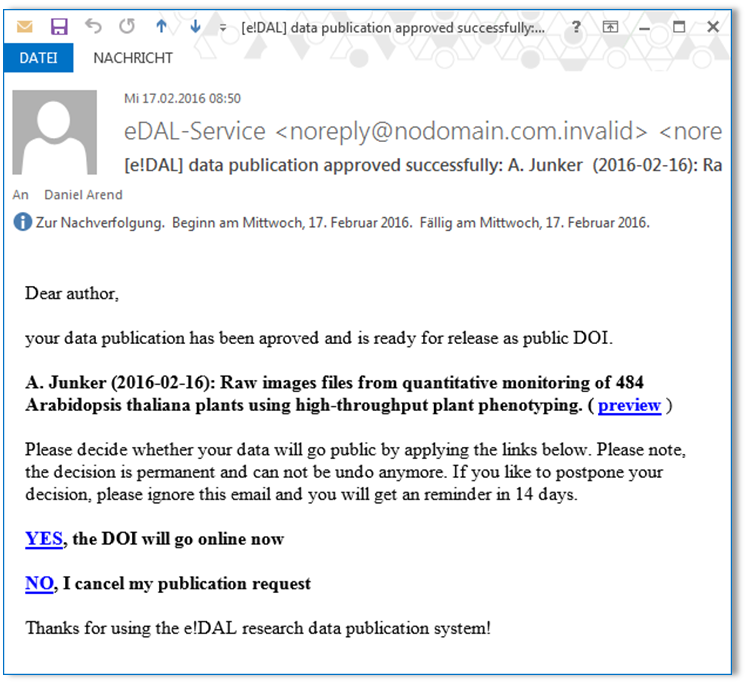 [e!DAL] data publication approved successfully:...
?
DATEI NACHRICHT
Mi 17.02.2016 08:50
eDAL-Service <noreply@nodomain.com.invalid> <nore
[e!DAL] data publication approved successfully: A. Junker (2016-02-16): Ra
An Daniel Arend
Zur Nachverfolgung. Beginn am Mittwoch, 17. Februar 2016. Fällig am Mittwoch, 17. Februar 2016.
Dear author,
your data publication has been aproved and is ready for release as public DOI.
A. Junker (2016-02-16): Raw images files from quantitative monitoring of 484
Arabidopsis thaliana plants using high-throughput plant phenotyping. ( preview )
Please decide whether your data will go public by applying the links below. Please note,
the decision is permanent and can not be undo anymore. If you like to postpone your
decision, please ignore this email and you will get an reminder in 14 days.
YES, the DOI will go online now
NO, I cancel my publication request
Thanks for using the e!DAL research data publication system!